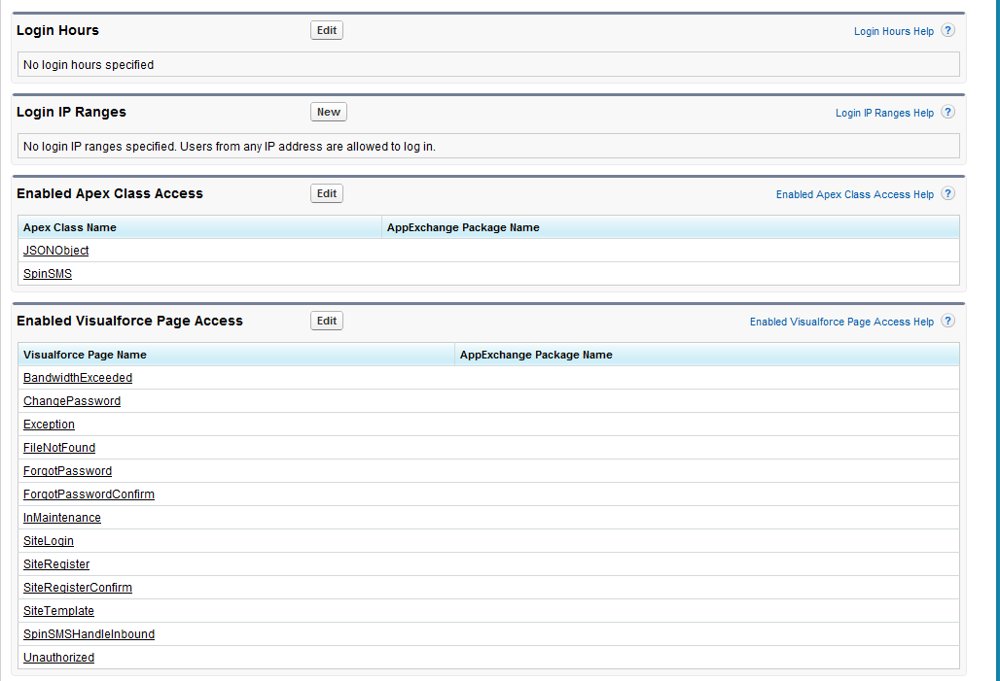 Login Hours Edit Login Hours Help ?
No login hours specified
Login IP Ranges New Login IP Ranges Help ?
No login IP ranges specified. Users from any IP address are allowed to log in.
Enabled Apex Class Access Edit Enabled Apex Class Access Help ?
Apex Class Name AppExchange Package Name
JSONObject
SpinSMS
Enabled Visualforce Page Access Edit Enabled Visualforce Page Access Help ?
Visualforce Page Name AppExchange Package Name
BandwidthExceeded
ChangePassword
Exception
FileNotFound
ForgotPassword
ForgotPasswordConfirm
InMaintenance
SiteLogin
SiteRegister
SiteRegisterConfirm
SiteTemplate
SpinSMSHandleInbound
Unauthorized